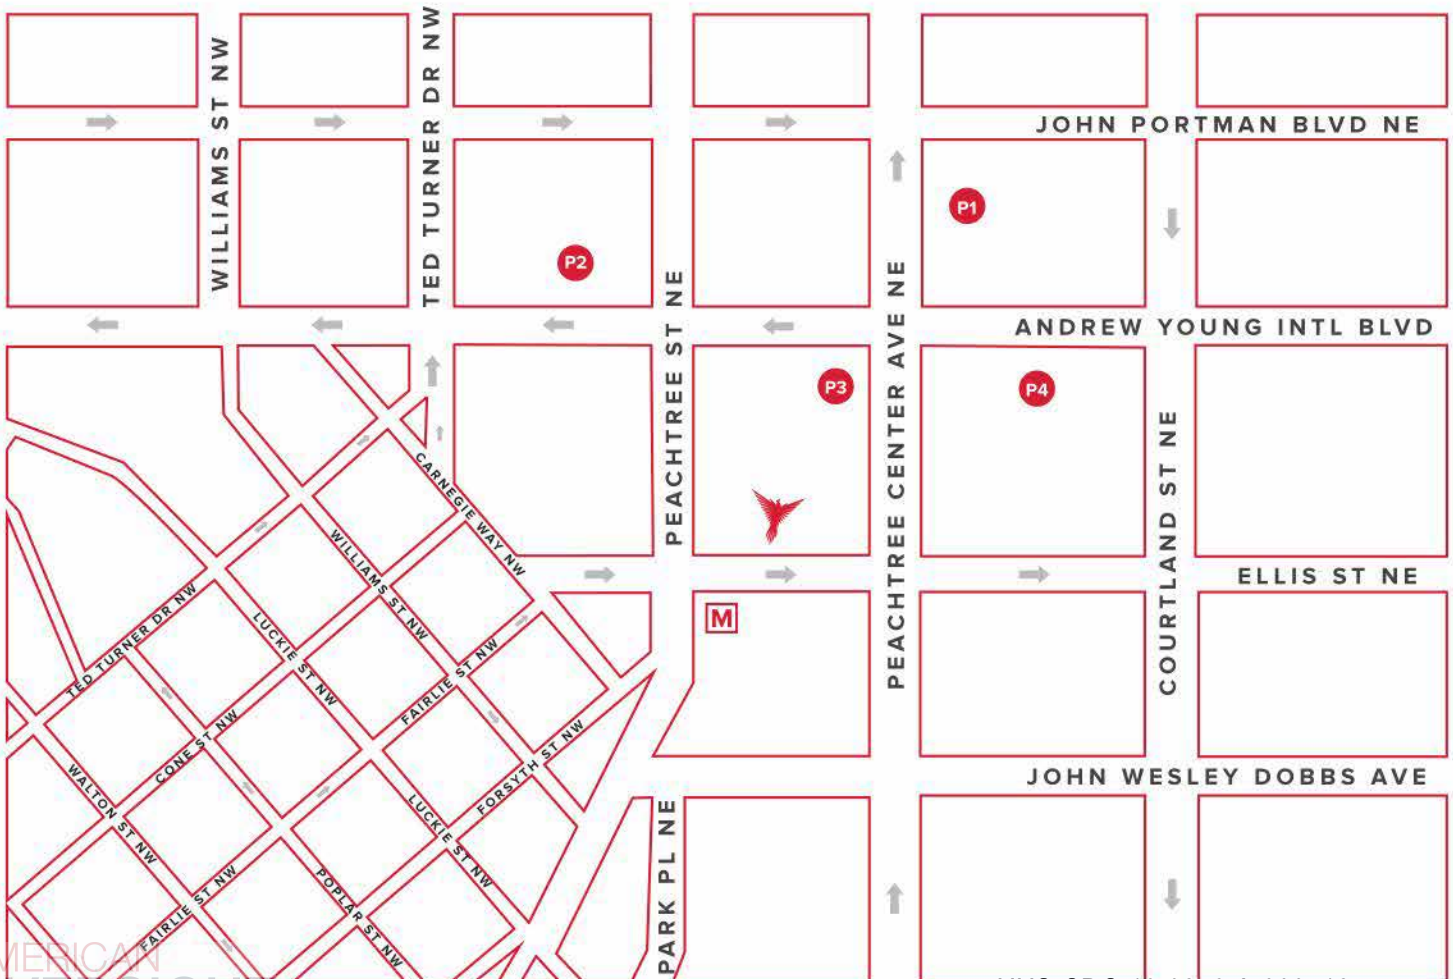 WILLIAMS ST NW
TED TURNER DR NW
JOHN PORTMAN BLVD NE
P1
P2
PEACHTREE ST NE
PEACHTREE CENTER AVE NE
ANDREW YOUNG INTL BLVD
P3
P4
COURTLAND ST NE
CARNEGIE WAY NW
WILLIAMS ST NW
ELLIS ST NE
TED TURNER DR NW
LUCKIE ST NW
FAIRLIE ST NW
M
CONE ST NW
FORSYTH ST NW
WALTON ST NW
JOHN WESLEY DOBBS AVE
LUCKIE ST NW
PARK PL NE
FAIRLIE ST NW
POPLAR ST NW
MERICAN